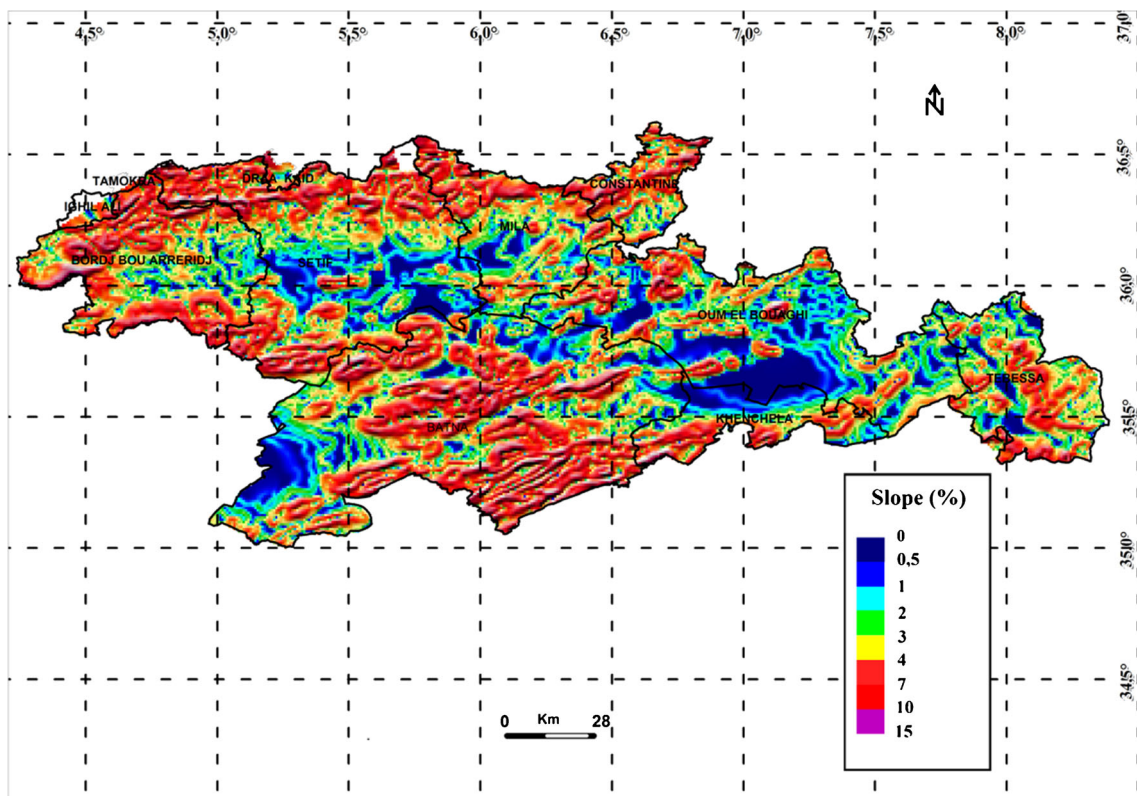 4,5° 5,0° 5,5° 6,0° 6,5° 7,0° 7,5° 8,0°
37,0°
N
36,5°
TAMOKRA DRAA KAID CONSTANTINE
IGHIL ALI
MILA
BORDJ BOU ARRERIDJ SETIF
36,0°
OUM EL BOUAGHI
TEBESSA
KHENCHELA
35,5°
BATNA
Slope (%)
0
0,5
1
2
3
4
7
10
15
35,0°
34,5°
0 Km 28